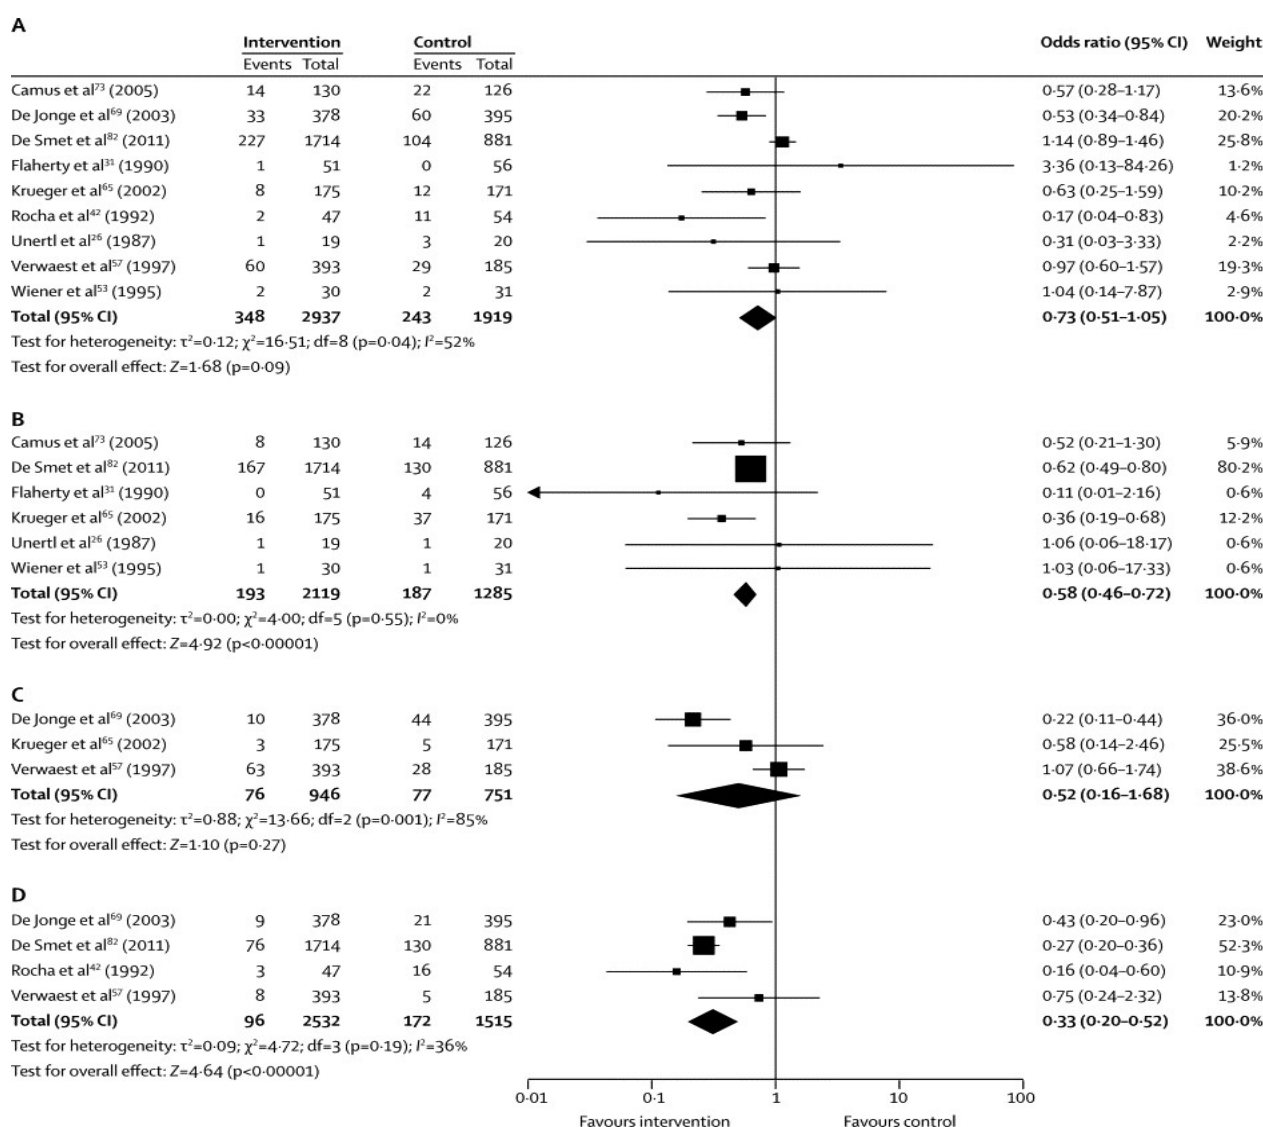 A
Intervention Control Odds ratio (95% CI) Weight
Events Total Events Total
Camus et al73 (2005) 14 130 22 126 0·57 (0·28–1·17) 13·6%
De Jonge et al69 (2003) 33 378 60 395 0·53 (0·34–0·84) 20·2%
De Smet et al82 (2011) 227 1714 104 881 1·14 (0·89–1·46) 25·8%
Flaherty et al31 (1990) 1 51 0 56 3·36 (0·13–84·26) 1·2%
Krueger et al65 (2002) 8 175 12 171 0·63 (0·25–1·59) 10·2%
Rocha et al42 (1992) 2 47 11 54 0·17 (0·04–0·83) 4·6%
Unertl et al26 (1987) 1 19 3 20 0·31 (0·03–3·33) 2·2%
Verwaest et al57 (1997) 60 393 29 185 0·97 (0·60–1·57) 19·3%
Wiener et al53 (1995) 2 30 2 31 1·04 (0·14–7·87) 2·9%
Total (95% CI) 348 2937 243 1919 0·73 (0·51–1·05) 100·0%
Test for heterogeneity: τ²=0·12; χ²=16·51; df=8 (p=0·04); I²=52%
Test for overall effect: Z=1·68 (p=0·09)
B
Camus et al73 (2005) 8 130 14 126 0·52 (0·21–1·30) 5·9%
De Smet et al82 (2011) 167 1714 130 881 0·62 (0·49–0·80) 80·2%
Flaherty et al31 (1990) 0 51 4 56 0·11 (0·01–2·16) 0·6%
Krueger et al65 (2002) 16 175 37 171 0·36 (0·19–0·68) 12·2%
Unertl et al26 (1987) 1 19 1 20 1·06 (0·06–18·17) 0·6%
Wiener et al53 (1995) 1 30 1 31 1·03 (0·06–17·33) 0·6%
Total (95% CI) 193 2119 187 1285 0·58 (0·46–0·72) 100·0%
Test for heterogeneity: τ²=0·00; χ²=4·00; df=5 (p=0·55); I²=0%
Test for overall effect: Z=4·92 (p<0·00001)
C
De Jonge et al69 (2003) 10 378 44 395 0·22 (0·11–0·44) 36·0%
Krueger et al65 (2002) 3 175 5 171 0·58 (0·14–2·46) 25·5%
Verwaest et al57 (1997) 63 393 28 185 1·07 (0·66–1·74) 38·6%
Total (95% CI) 76 946 77 751 0·52 (0·16–1·68) 100·0%
Test for heterogeneity: τ²=0·88; χ²=13·66; df=2 (p=0·001); I²=85%
Test for overall effect: Z=1·10 (p=0·27)
D
De Jonge et al69 (2003) 9 378 21 395 0·43 (0·20–0·96) 23·0%
De Smet et al82 (2011) 76 1714 130 881 0·27 (0·20–0·36) 52·3%
Rocha et al42 (1992) 3 47 16 54 0·16 (0·04–0·60) 10·9%
Verwaest et al57 (1997) 8 393 5 185 0·75 (0·24–2·32) 13·8%
Total (95% CI) 96 2532 172 1515 0·33 (0·20–0·52) 100·0%
Test for heterogeneity: τ²=0·09; χ²=4·72; df=3 (p=0·19); I²=36%
Test for overall effect: Z=4·64 (p<0·00001)
0·01 0·1 1 10 100
Favours intervention Favours control